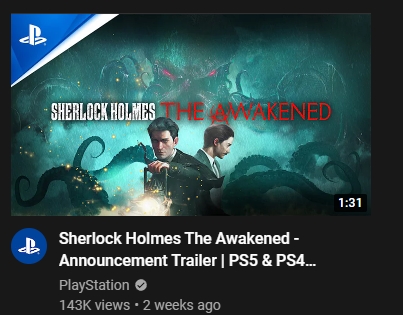 SHERLOCK HOLMES THE AWAKENED
1:31
Sherlock Holmes The Awakened -
Announcement Trailer | PS5 & PS4...
PlayStation
143K views • 2 weeks ago